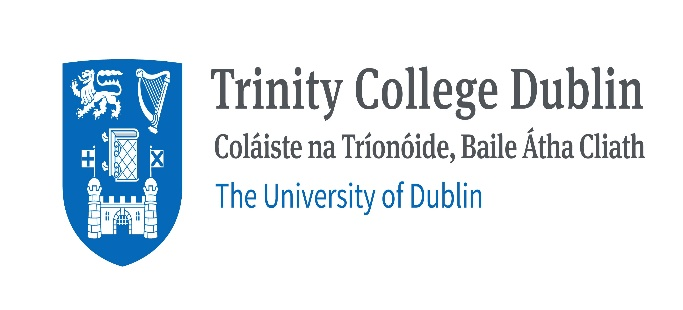 Trinity College Dublin
Coláiste na Tríonóide, Baile Átha Cliath
The University of Dublin